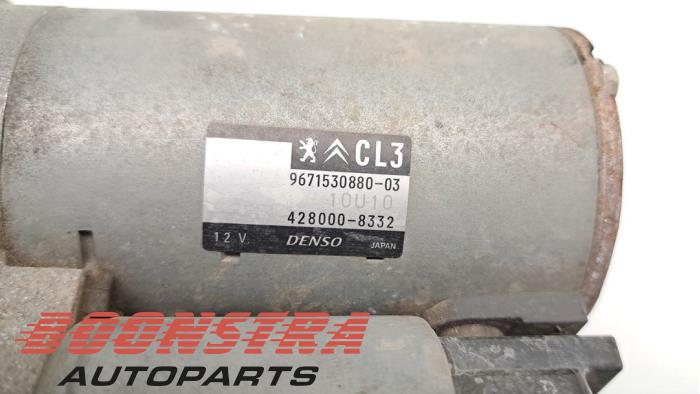 CL3
9671530880-03
10U10
428000-8332
12 V. DENSO JAPAN
BOONSTRA
AUTOPARTS